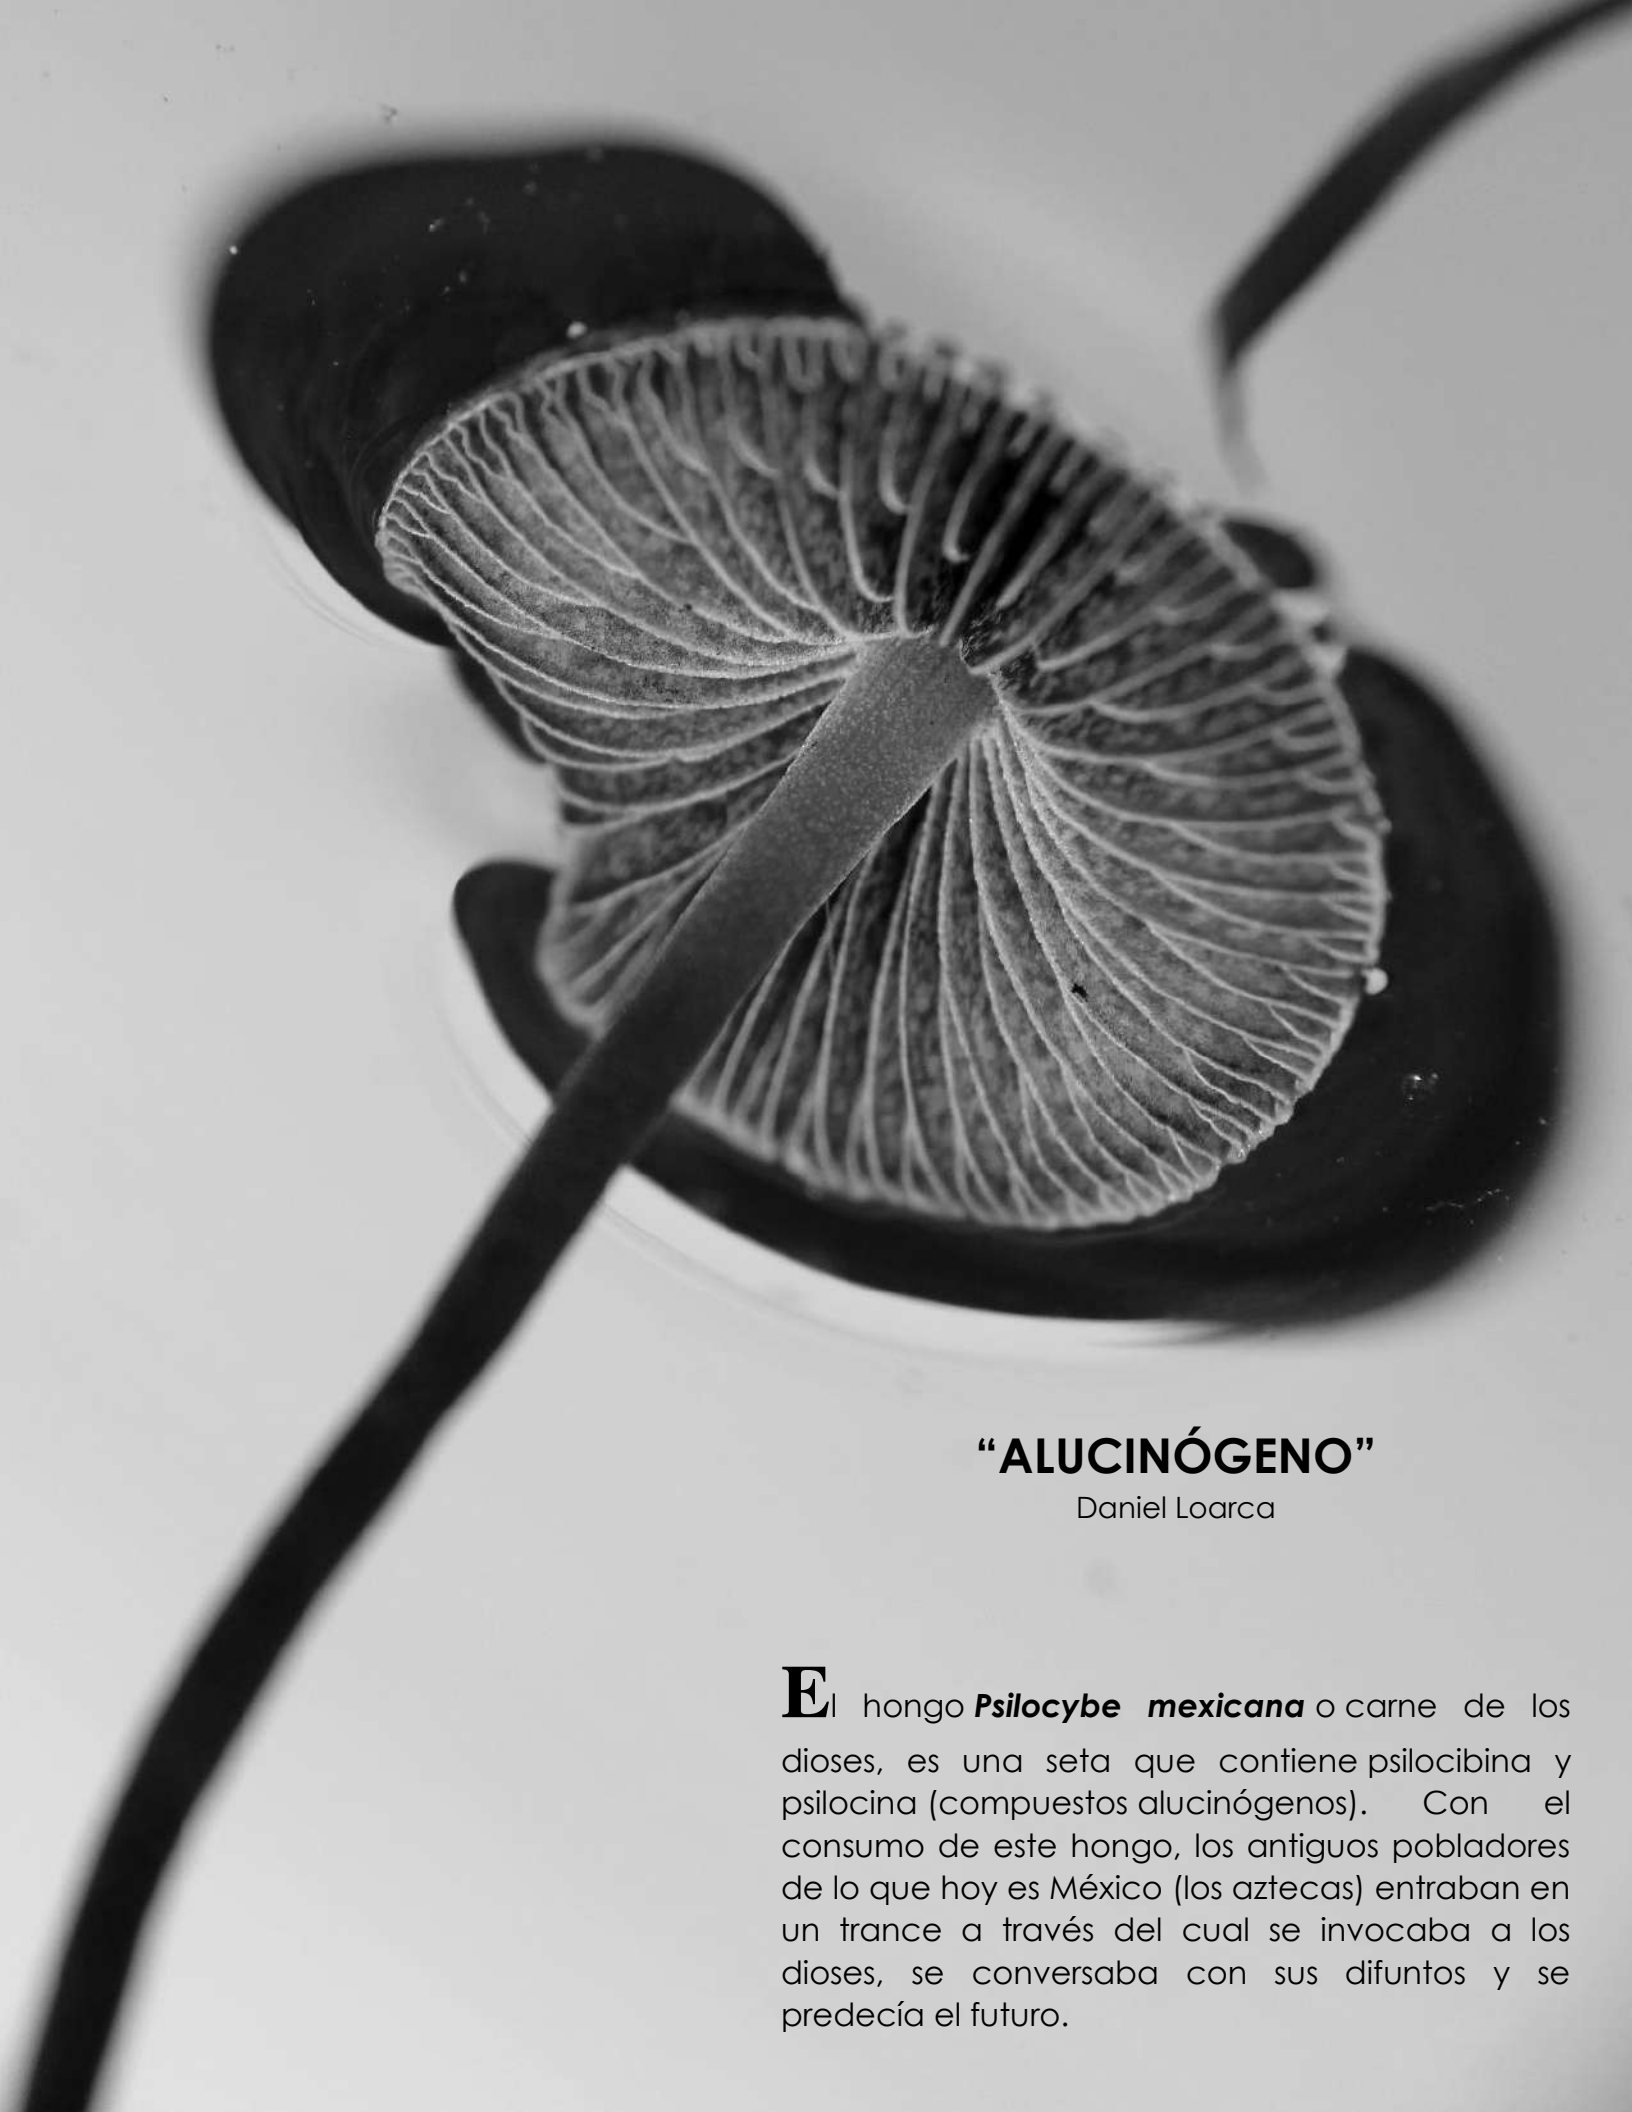 “ALUCINÓGENO”
Daniel Loarca
El hongo Psilocybe mexicana o carne de los
dioses, es una seta que contiene psilocibina y
psilocina (compuestos alucinógenos). Con el
consumo de este hongo, los antiguos pobladores
de lo que hoy es México (los aztecas) entraban en
un trance a través del cual se invocaba a los
dioses, se conversaba con sus difuntos y se
predecía el futuro.